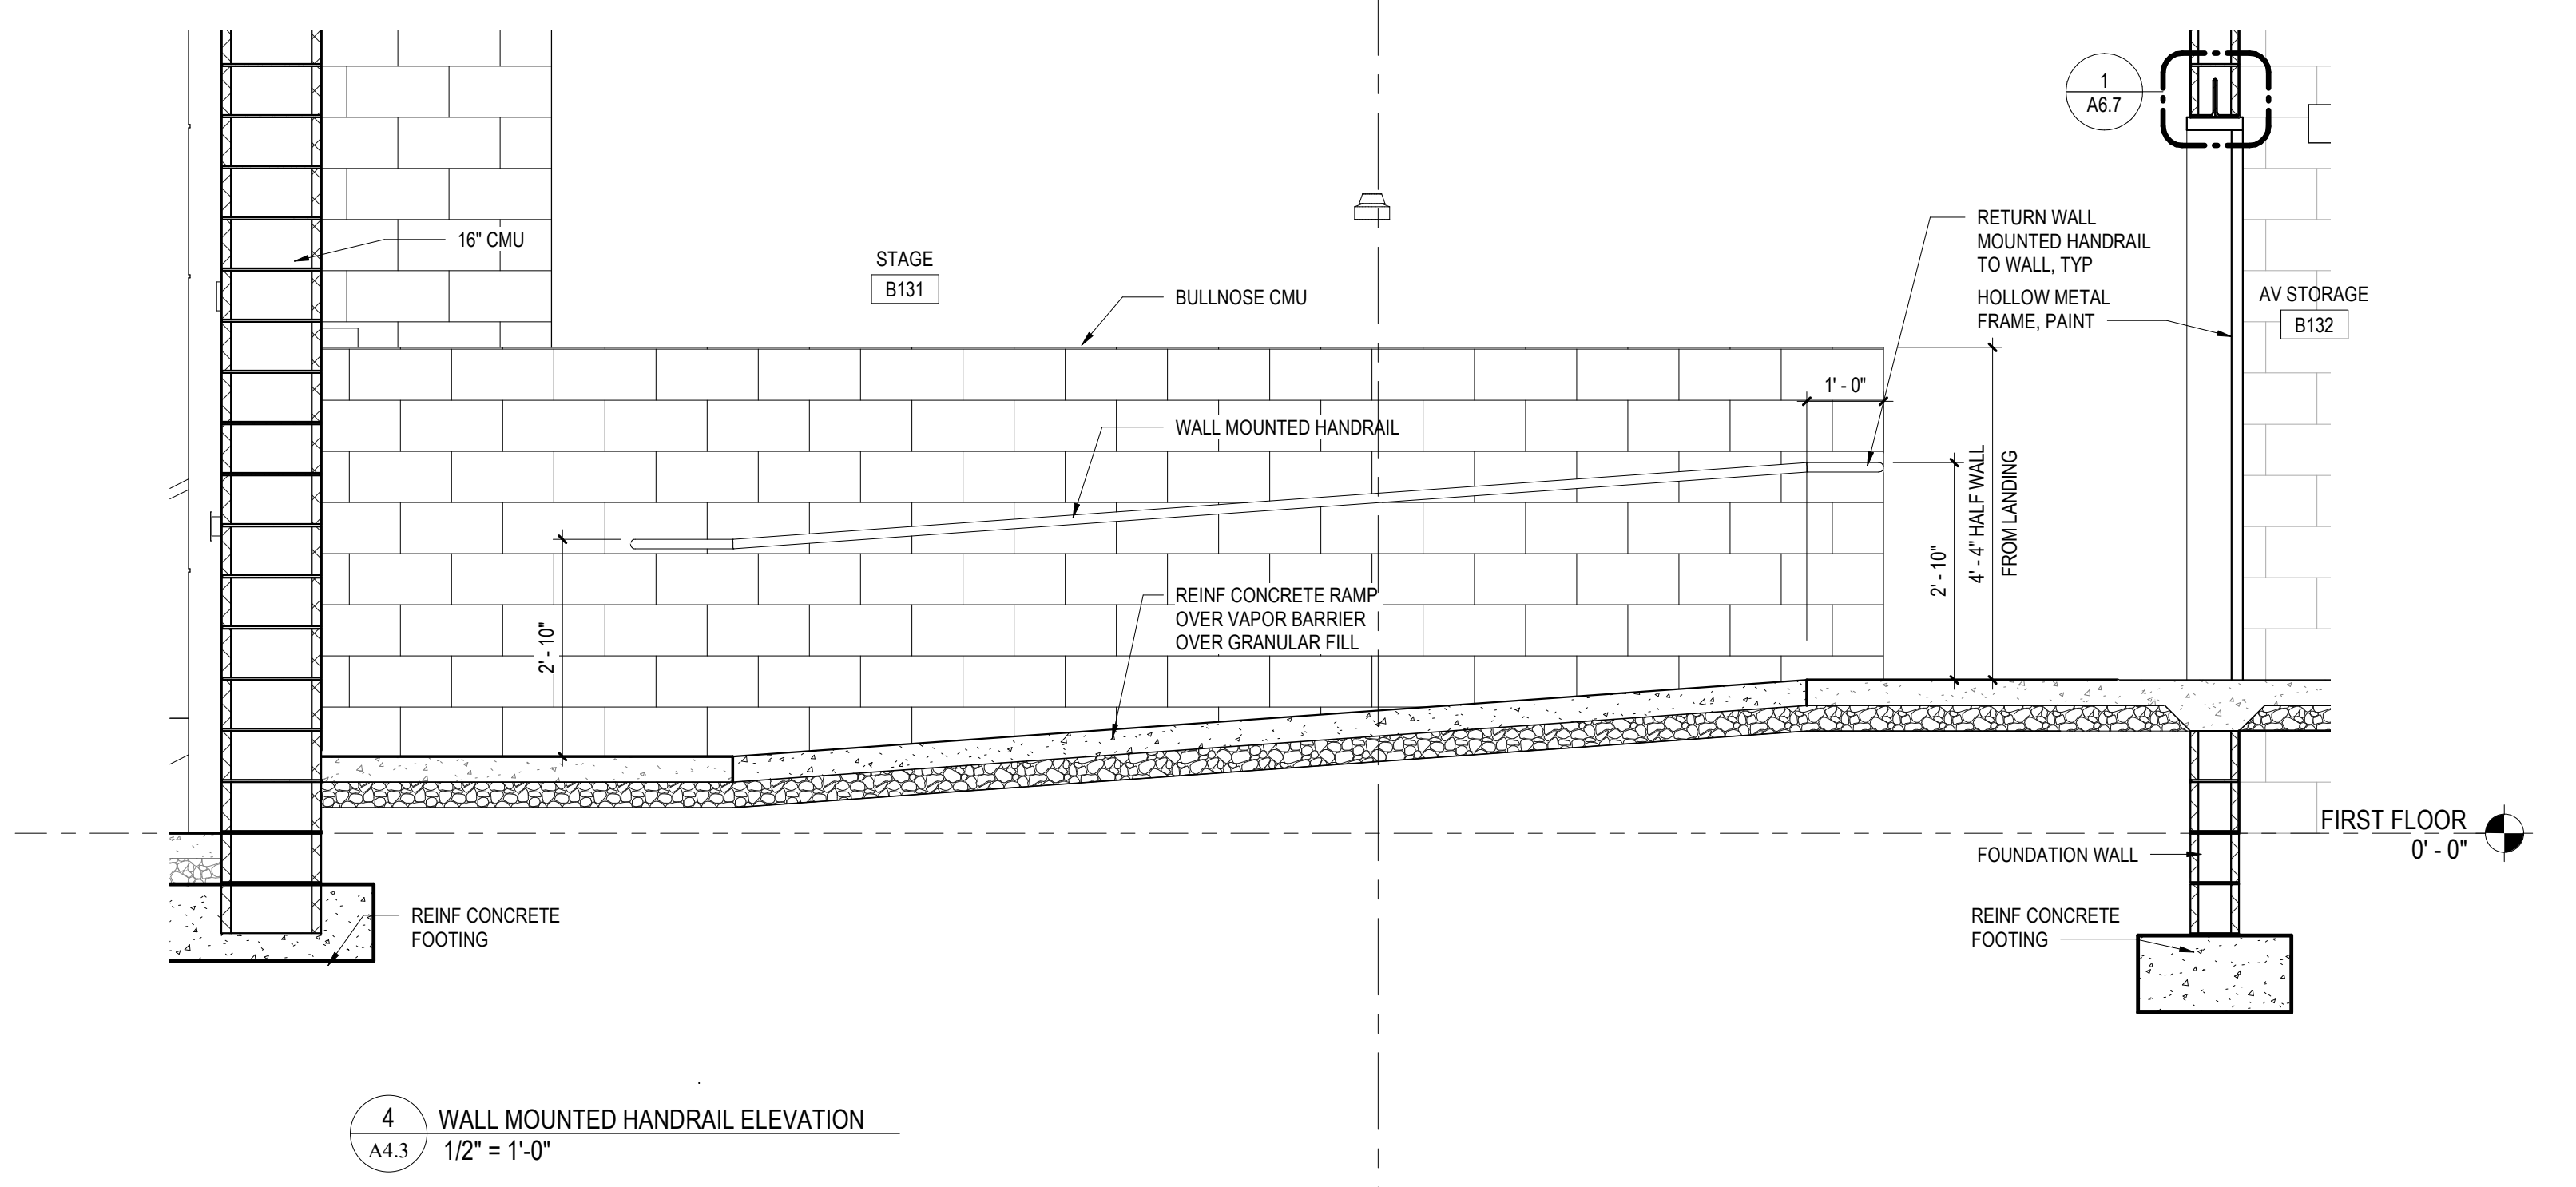 1
A6.7
16" CMU
STAGE
B131
BULLNOSE CMU
RETURN WALL
MOUNTED HANDRAIL
TO WALL, TYP
HOLLOW METAL
FRAME, PAINT
AV STORAGE
B132
1' - 0"
WALL MOUNTED HANDRAIL
2' - 10"
4' - 4" HALF WALL
FROM LANDING
2' - 10"
REINF CONCRETE RAMP
OVER VAPOR BARRIER
OVER GRANULAR FILL
FIRST FLOOR
0' - 0"
FOUNDATION WALL
REINF CONCRETE
FOOTING
REINF CONCRETE
FOOTING
4
A4.3
WALL MOUNTED HANDRAIL ELEVATION
1/2" = 1'-0"